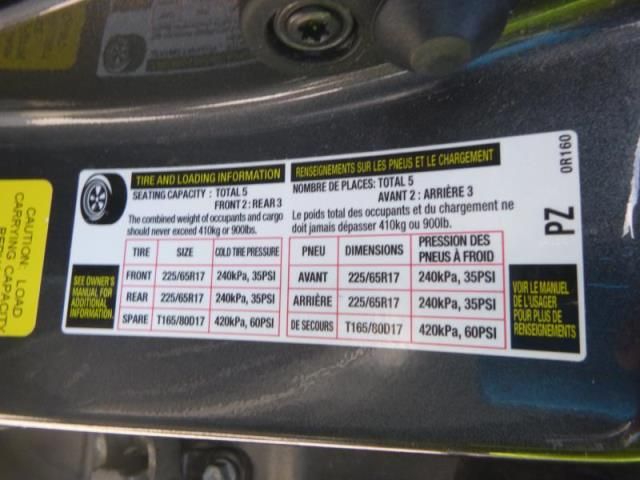 TIRE AND LOADING INFORMATION
SEATING CAPACITY : TOTAL 5
FRONT 2 : REAR 3
The combined weight of occupants and cargo
should never exceed 410kg or 900lbs.
TIRE SIZE COLD TIRE PRESSURE
FRONT 225/65R17 240kPa, 35PSI
REAR 225/65R17 240kPa, 35PSI
SPARE T165/80D17 420kPa, 60PSI
SEE OWNER'S
MANUAL FOR
ADDITIONAL
INFORMATION
RENSEIGNEMENTS SUR LES PNEUS ET LE CHARGEMENT
NOMBRE DE PLACES: TOTAL 5
AVANT 2 : ARRIÈRE 3
Le poids total des occupants et du chargement ne
doit jamais dépasser 410kg ou 900lb.
PNEU DIMENSIONS PRESSION DES
PNEUS À FROID
AVANT 225/65R17 240kPa, 35PSI
ARRIÈRE 225/65R17 240kPa, 35PSI
DE SECOURS T165/80D17 420kPa, 60PSI
VOIR LE MANUEL
DE L'USAGER
POUR PLUS DE
RENSEIGNEMENTS
PZ
0R160
CAUTION: LOAD
CARRYING CAPACITY